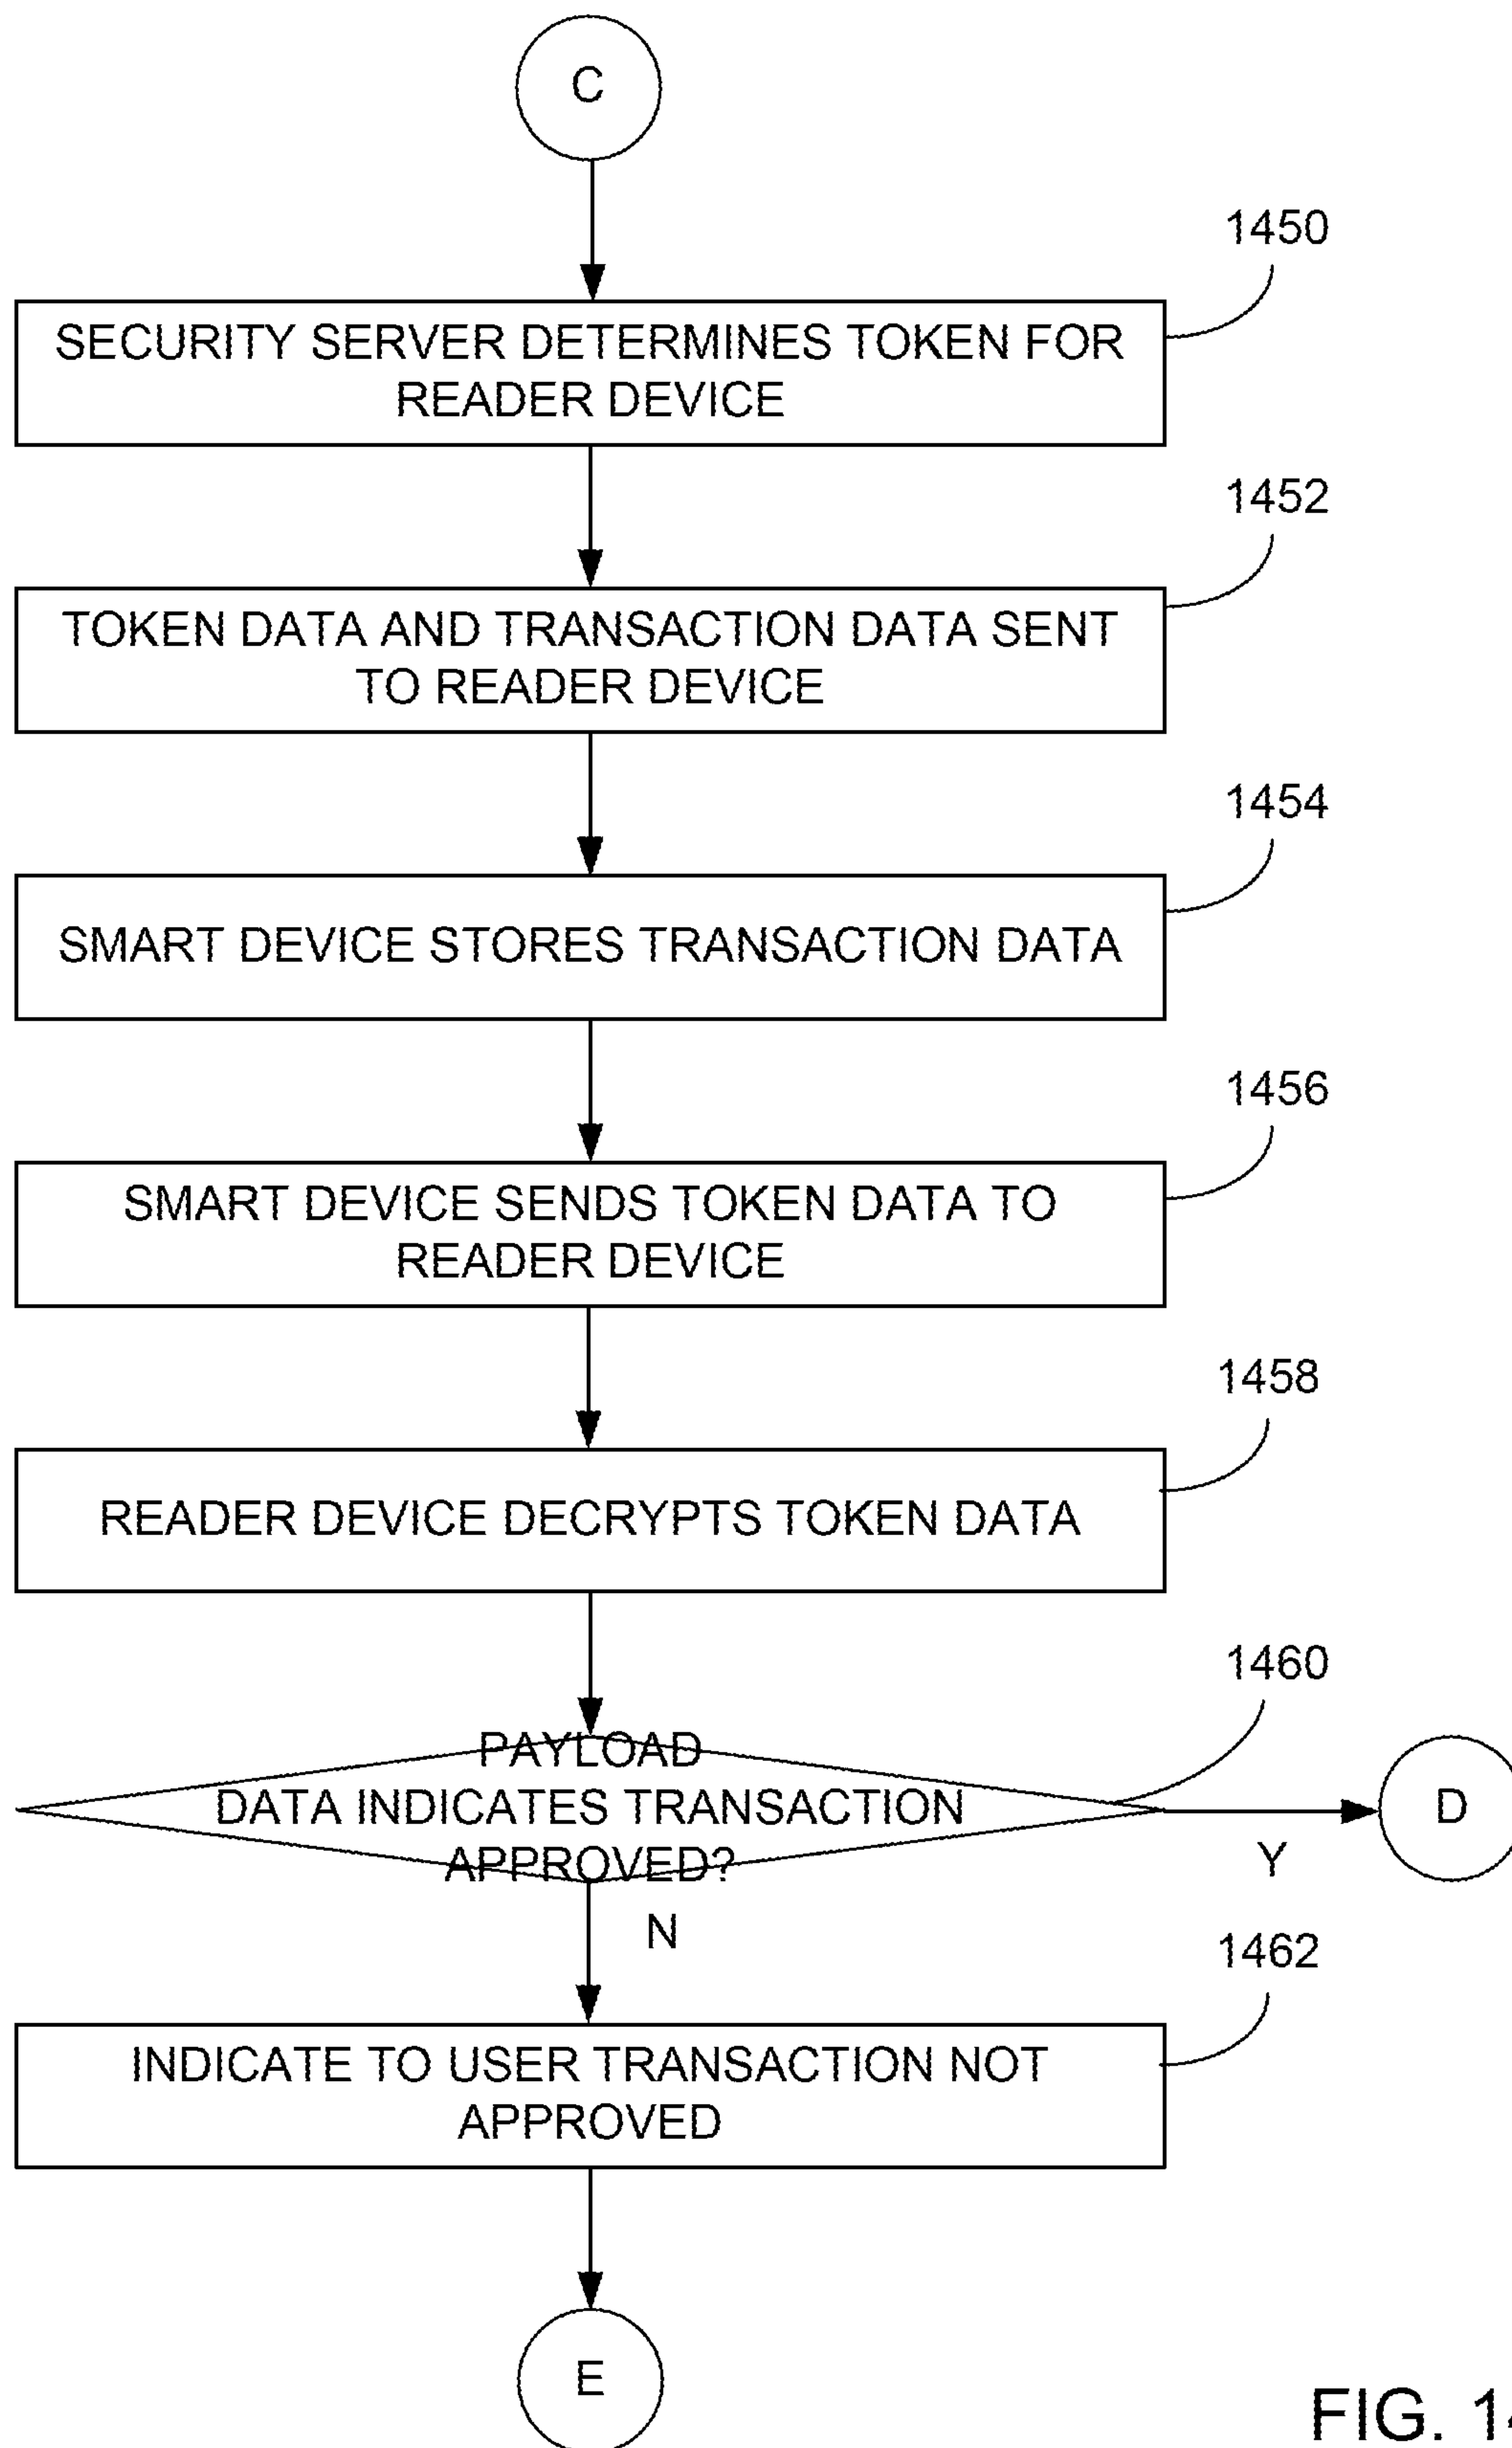 C
1450
SECURITY SERVER DETERMINES TOKEN FOR
READER DEVICE
1452
TOKEN DATA AND TRANSACTION DATA SENT
TO READER DEVICE
1454
SMART DEVICE STORES TRANSACTION DATA
1456
SMART DEVICE SENDS TOKEN DATA TO
READER DEVICE
1458
READER DEVICE DECRYPTS TOKEN DATA
1460
PAYLOAD
DATA INDICATES TRANSACTION
APPROVED?
D
Y
N
1462
INDICATE TO USER TRANSACTION NOT
APPROVED
E
FIG. 14